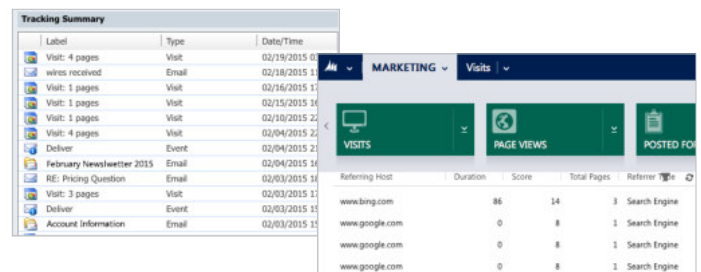 Tracking Summary
Label Type Date/Time
Visit: 4 pages Visit 02/19/2015
wires received Email 02/18/2015
Visit: 1 pages Visit 02/16/2015
Visit: 1 pages Visit 02/15/2015
Visit: 1 pages Visit 02/10/2015
Visit: 4 pages Visit 02/04/2015
Deliver Event 02/04/2015
February Newslwetter 2015 Email 02/04/2015
RE: Pricing Question Email 02/03/2015
Visit: 3 pages Visit 02/03/2015
Deliver Event 02/03/2015
Account Information Email 02/03/2015
MARKETING Visits
VISITS PAGE VIEWS POSTED
Referring Host Duration Score Total Pages Referrer
www.bing.com 86 14 3 Search Engine
www.google.com 0 8 1 Search Engine
www.google.com 0 8 1 Search Engine
www.google.com 0 8 1 Search Engine